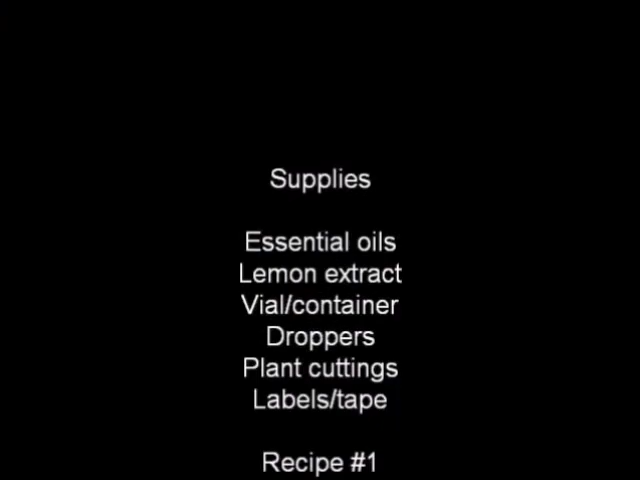 Supplies
Essential oils
Lemon extract
Vial/container
Droppers
Plant cuttings
Labels/tape
Recipe #1